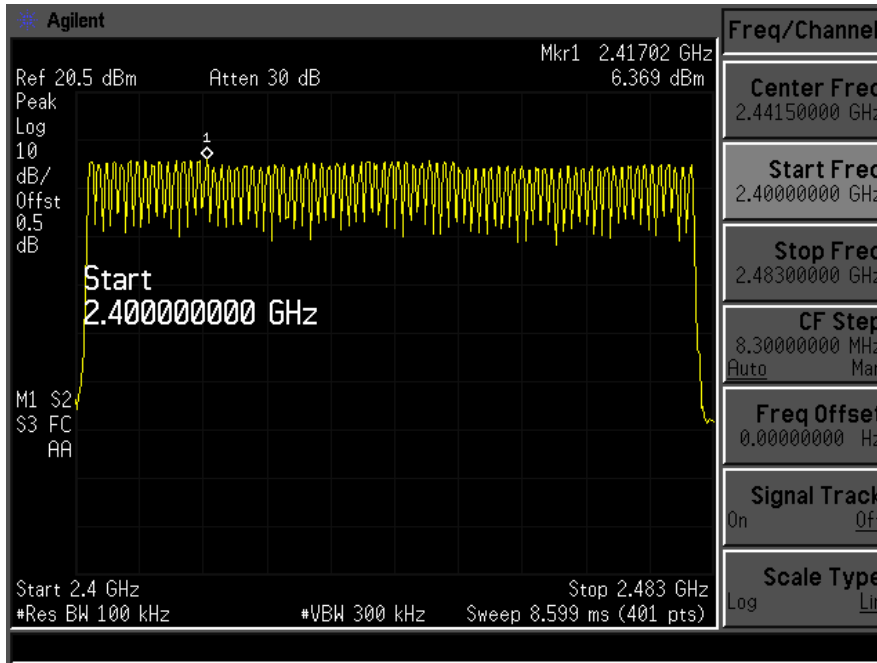 Agilent
Freq/Channel
Mkr1 2.41702 GHz
Ref 20.5 dBm Atten 30 dB 6.369 dBm
Peak
Log
10
dB/
Offst
0.5
dB
1
Start
2.400000000 GHz
M1 S2
S3 FC
AA
Start 2.4 GHz Stop 2.483 GHz
#Res BW 100 kHz #VBW 300 kHz Sweep 8.599 ms (401 pts)
Center Freq
2.44150000 GHz
Start Freq
2.40000000 GHz
Stop Freq
2.48300000 GHz
CF Step
8.30000000 MHz
Auto Man
Freq Offset
0.00000000 Hz
Signal Track
On Off
Scale Type
Log Lin